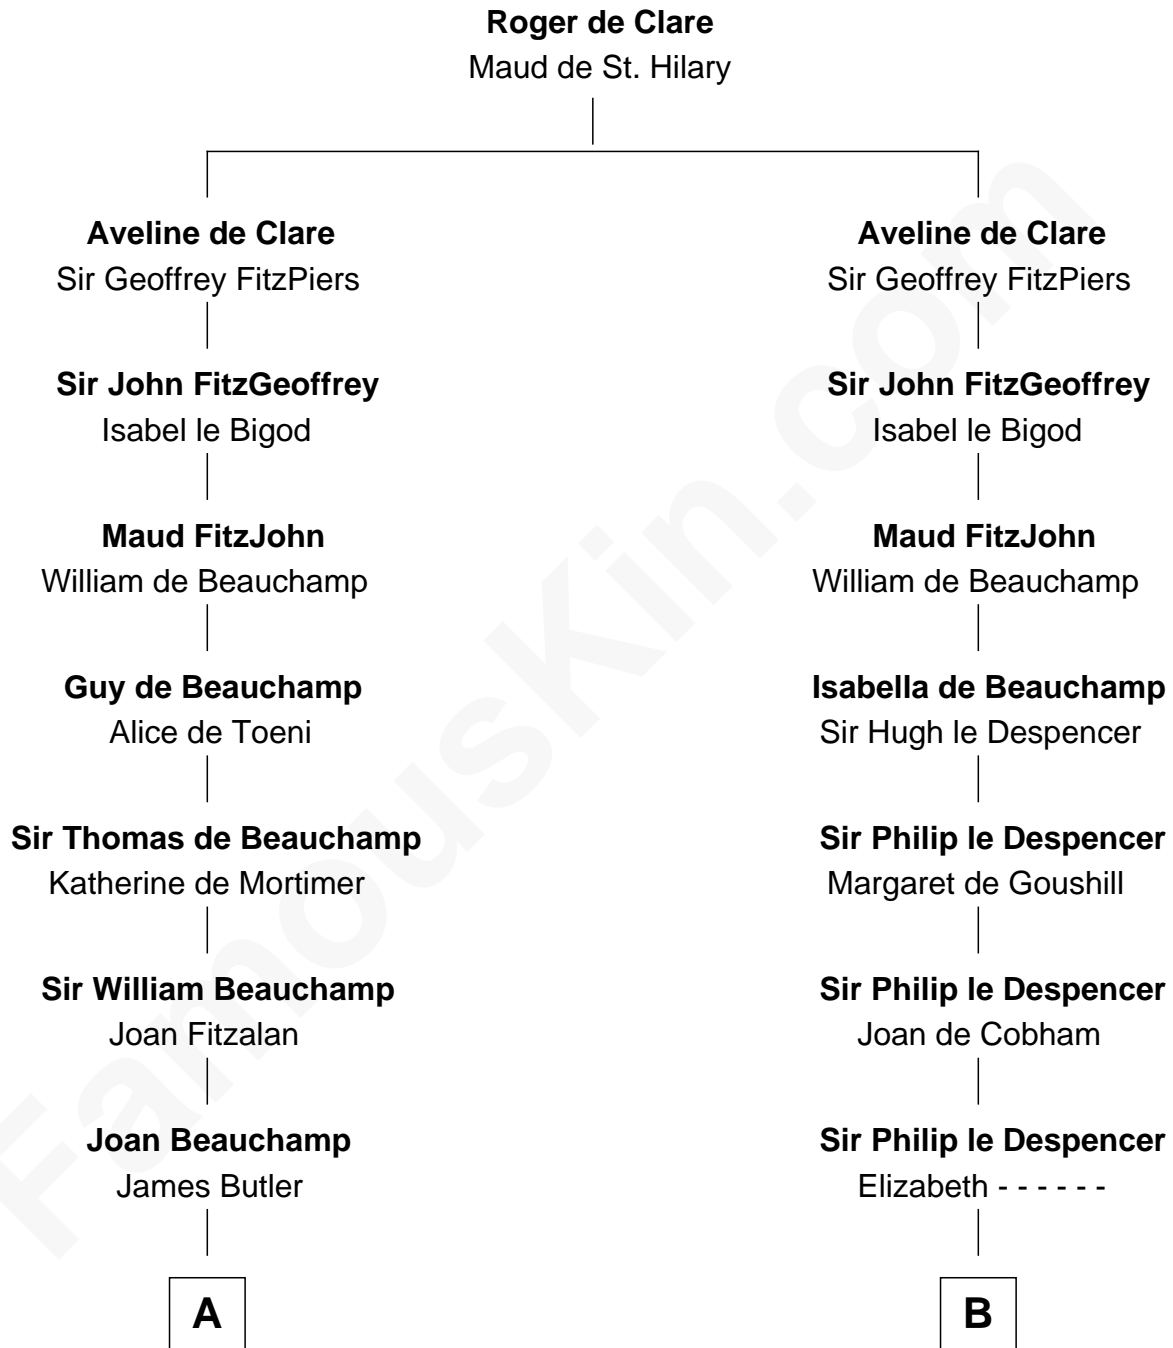 Roger de Clare
Maud de St. Hilary
Aveline de Clare
Sir Geoffrey FitzPiers
Aveline de Clare
Sir Geoffrey FitzPiers
Sir John FitzGeoffrey
Isabel le Bigod
Sir John FitzGeoffrey
Isabel le Bigod
Maud FitzJohn
William de Beauchamp
Maud FitzJohn
William de Beauchamp
Guy de Beauchamp
Alice de Toeni
Isabella de Beauchamp
Sir Hugh le Despencer
Sir Thomas de Beauchamp
Katherine de Mortimer
Sir Philip le Despencer
Margaret de Goushill
Sir William Beauchamp
Joan Fitzalan
Sir Philip le Despencer
Joan de Cobham
Joan Beauchamp
James Butler
Sir Philip le Despencer
Elizabeth - - - - - -
A
B
FamousKin.com